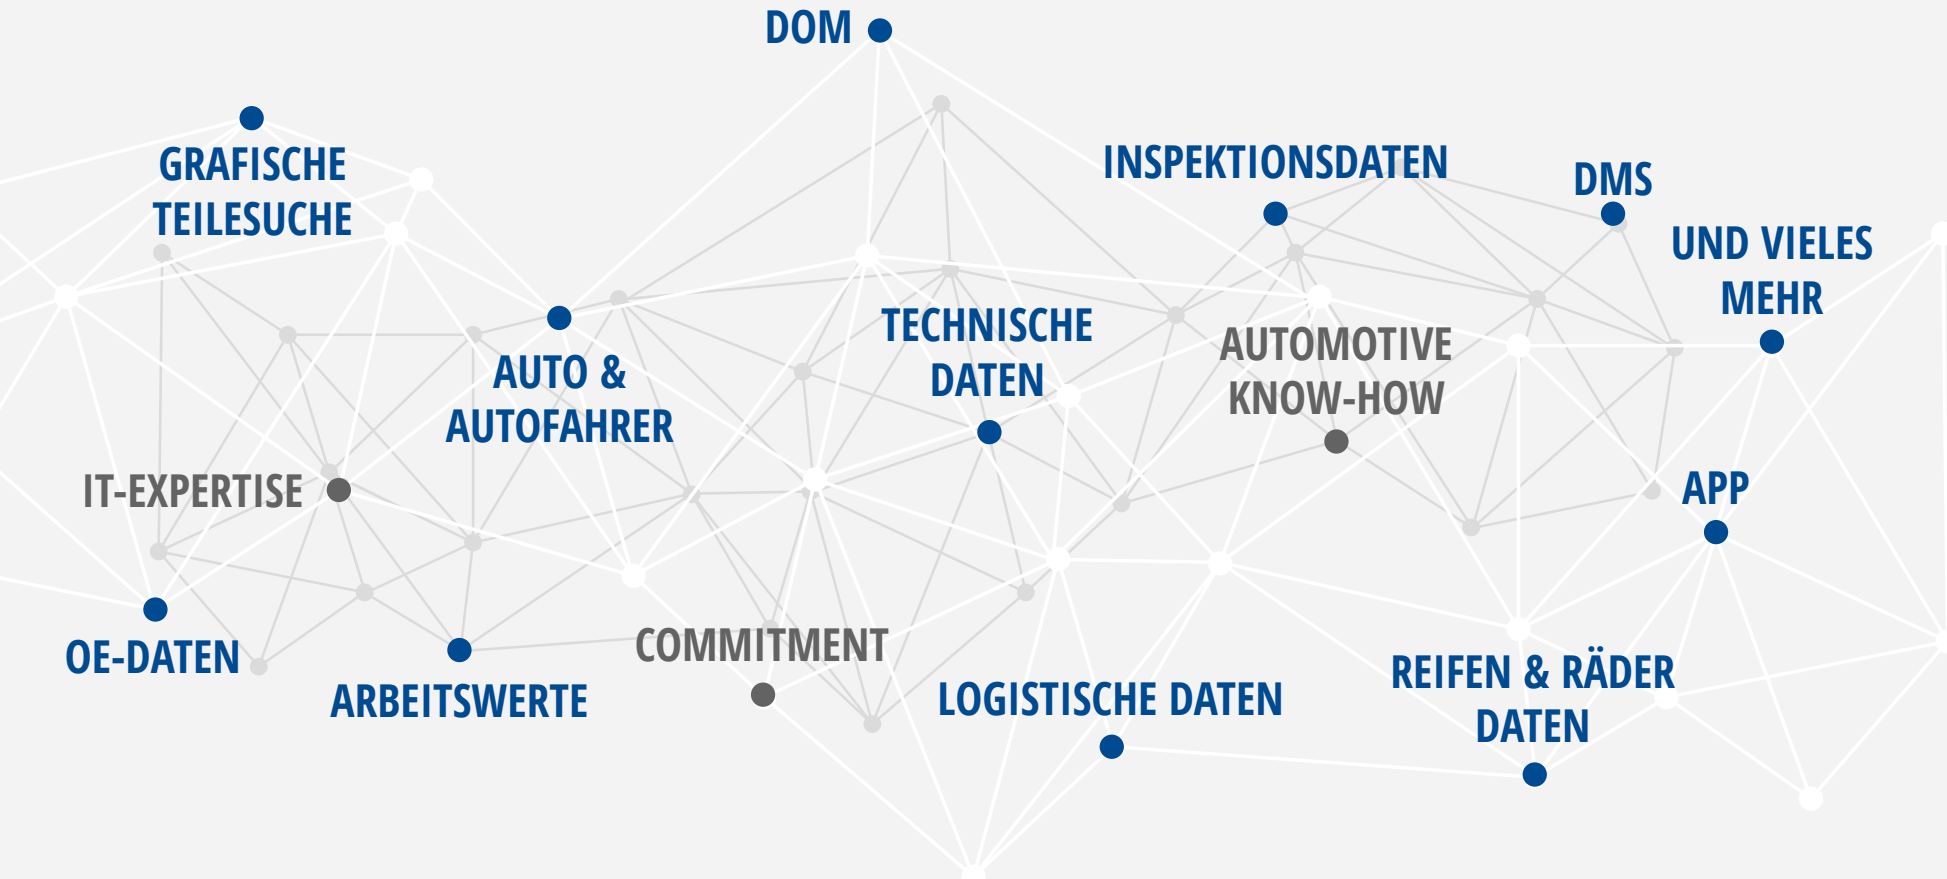 DOM
GRAFISCHE
TEILESUCHE
INSPEKTIONSDATEN
DMS
UND VIELES
MEHR
AUTO &
AUTOFAHRER
TECHNISCHE
DATEN
AUTOMOTIVE
KNOW-HOW
IT-EXPERTISE
APP
OE-DATEN
ARBEITSWERTE
COMMITMENT
LOGISTISCHE DATEN
REIFEN & RÄDER
DATEN